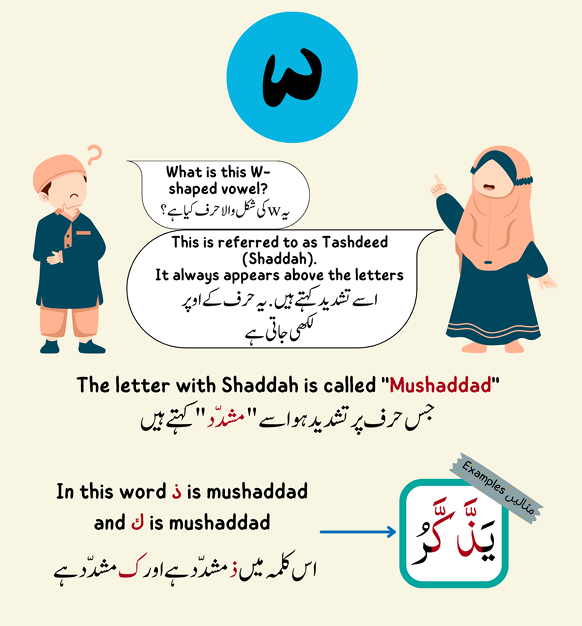 ّ
What is this W-
shaped vowel?
یہ W کی شکل والا حرف کیا ہے؟
This is referred to as Tashdeed
(Shaddah).
It always appears above the letters
اسے تشدید کہتے ہیں. یہ حرف کے اوپر
لکھی جاتی ہے
The letter with Shaddah is called "Mushaddad"
جس حرف پر تشدید ہو اسے "مشدّد" کہتے ہیں
Examples مثالیں
In this word ذ is mushaddad
and ك is mushaddad
يَذَّكَّرُ
اس کلمہ میں ذ مشدّد ہے اور ک مشدّد ہے